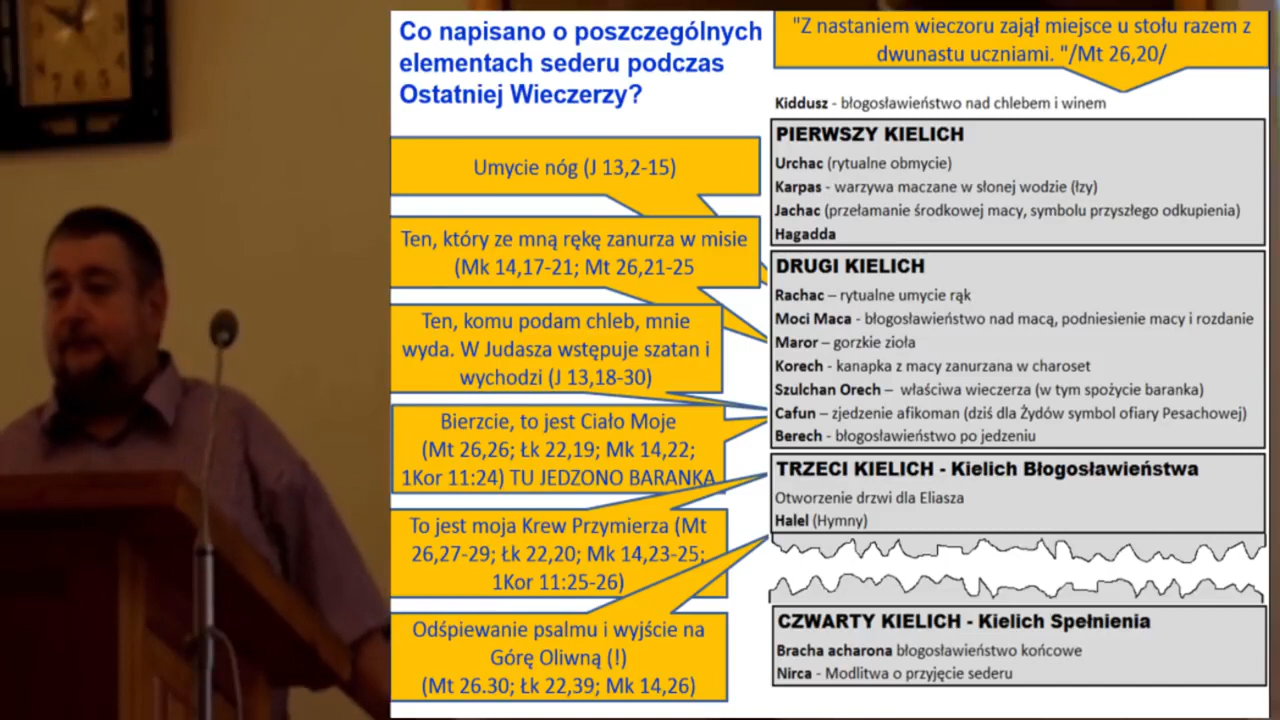 Co napisano o poszczególnych
elementach sederu podczas
Ostatniej Wieczerzy?
"Z nastaniem wieczoru zajął miejsce u stołu razem z
dwunastu uczniami. "/Mt 26,20/
Umycie nóg (J 13,2-15)
Ten, który ze mną rękę zanurza w misie
(Mk 14,17-21; Mt 26,21-25
Ten, komu podam chleb, mnie
wyda. W Judasza wstępuje szatan i
wychodzi (J 13,18-30)
Bierzcie, to jest Ciało Moje
(Mt 26,26; Łk 22,19; Mk 14,22;
1Kor 11:24) TU JEDZONO BARANKA
To jest moja Krew Przymierza (Mt
26,27-29; Łk 22,20; Mk 14,23-25;
1Kor 11:25-26)
Odśpiewanie psalmu i wyjście na
Górę Oliwną (!)
(Mt 26.30; Łk 22,39; Mk 14,26)
Kiddusz - błogosławieństwo nad chlebem i winem
PIERWSZY KIELICH
Urchac (rytualne obmycie)
Karpas - warzywa maczane w słonej wodzie (łzy)
Jachac (przełamanie środkowej macy, symbolu przyszłego odkupienia)
Hagadda
DRUGI KIELICH
Rachac – rytualne umycie rąk
Moci Maca - błogosławieństwo nad macą, podniesienie macy i rozdanie
Maror – gorzkie zioła
Korech - kanapka z macy zanurzana w charoset
Szulchan Orech – właściwa wieczerza (w tym spożycie baranka)
Cafun – zjedzenie afikoman (dziś dla Żydów symbol ofiary Pesachowej)
Berech - błogosławieństwo po jedzeniu
TRZECI KIELICH - Kielich Błogosławieństwa
Otworzenie drzwi dla Eliasza
Halel (Hymny)
CZWARTY KIELICH - Kielich Spełnienia
Bracha acharona błogosławieństwo końcowe
Nirca - Modlitwa o przyjęcie sederu